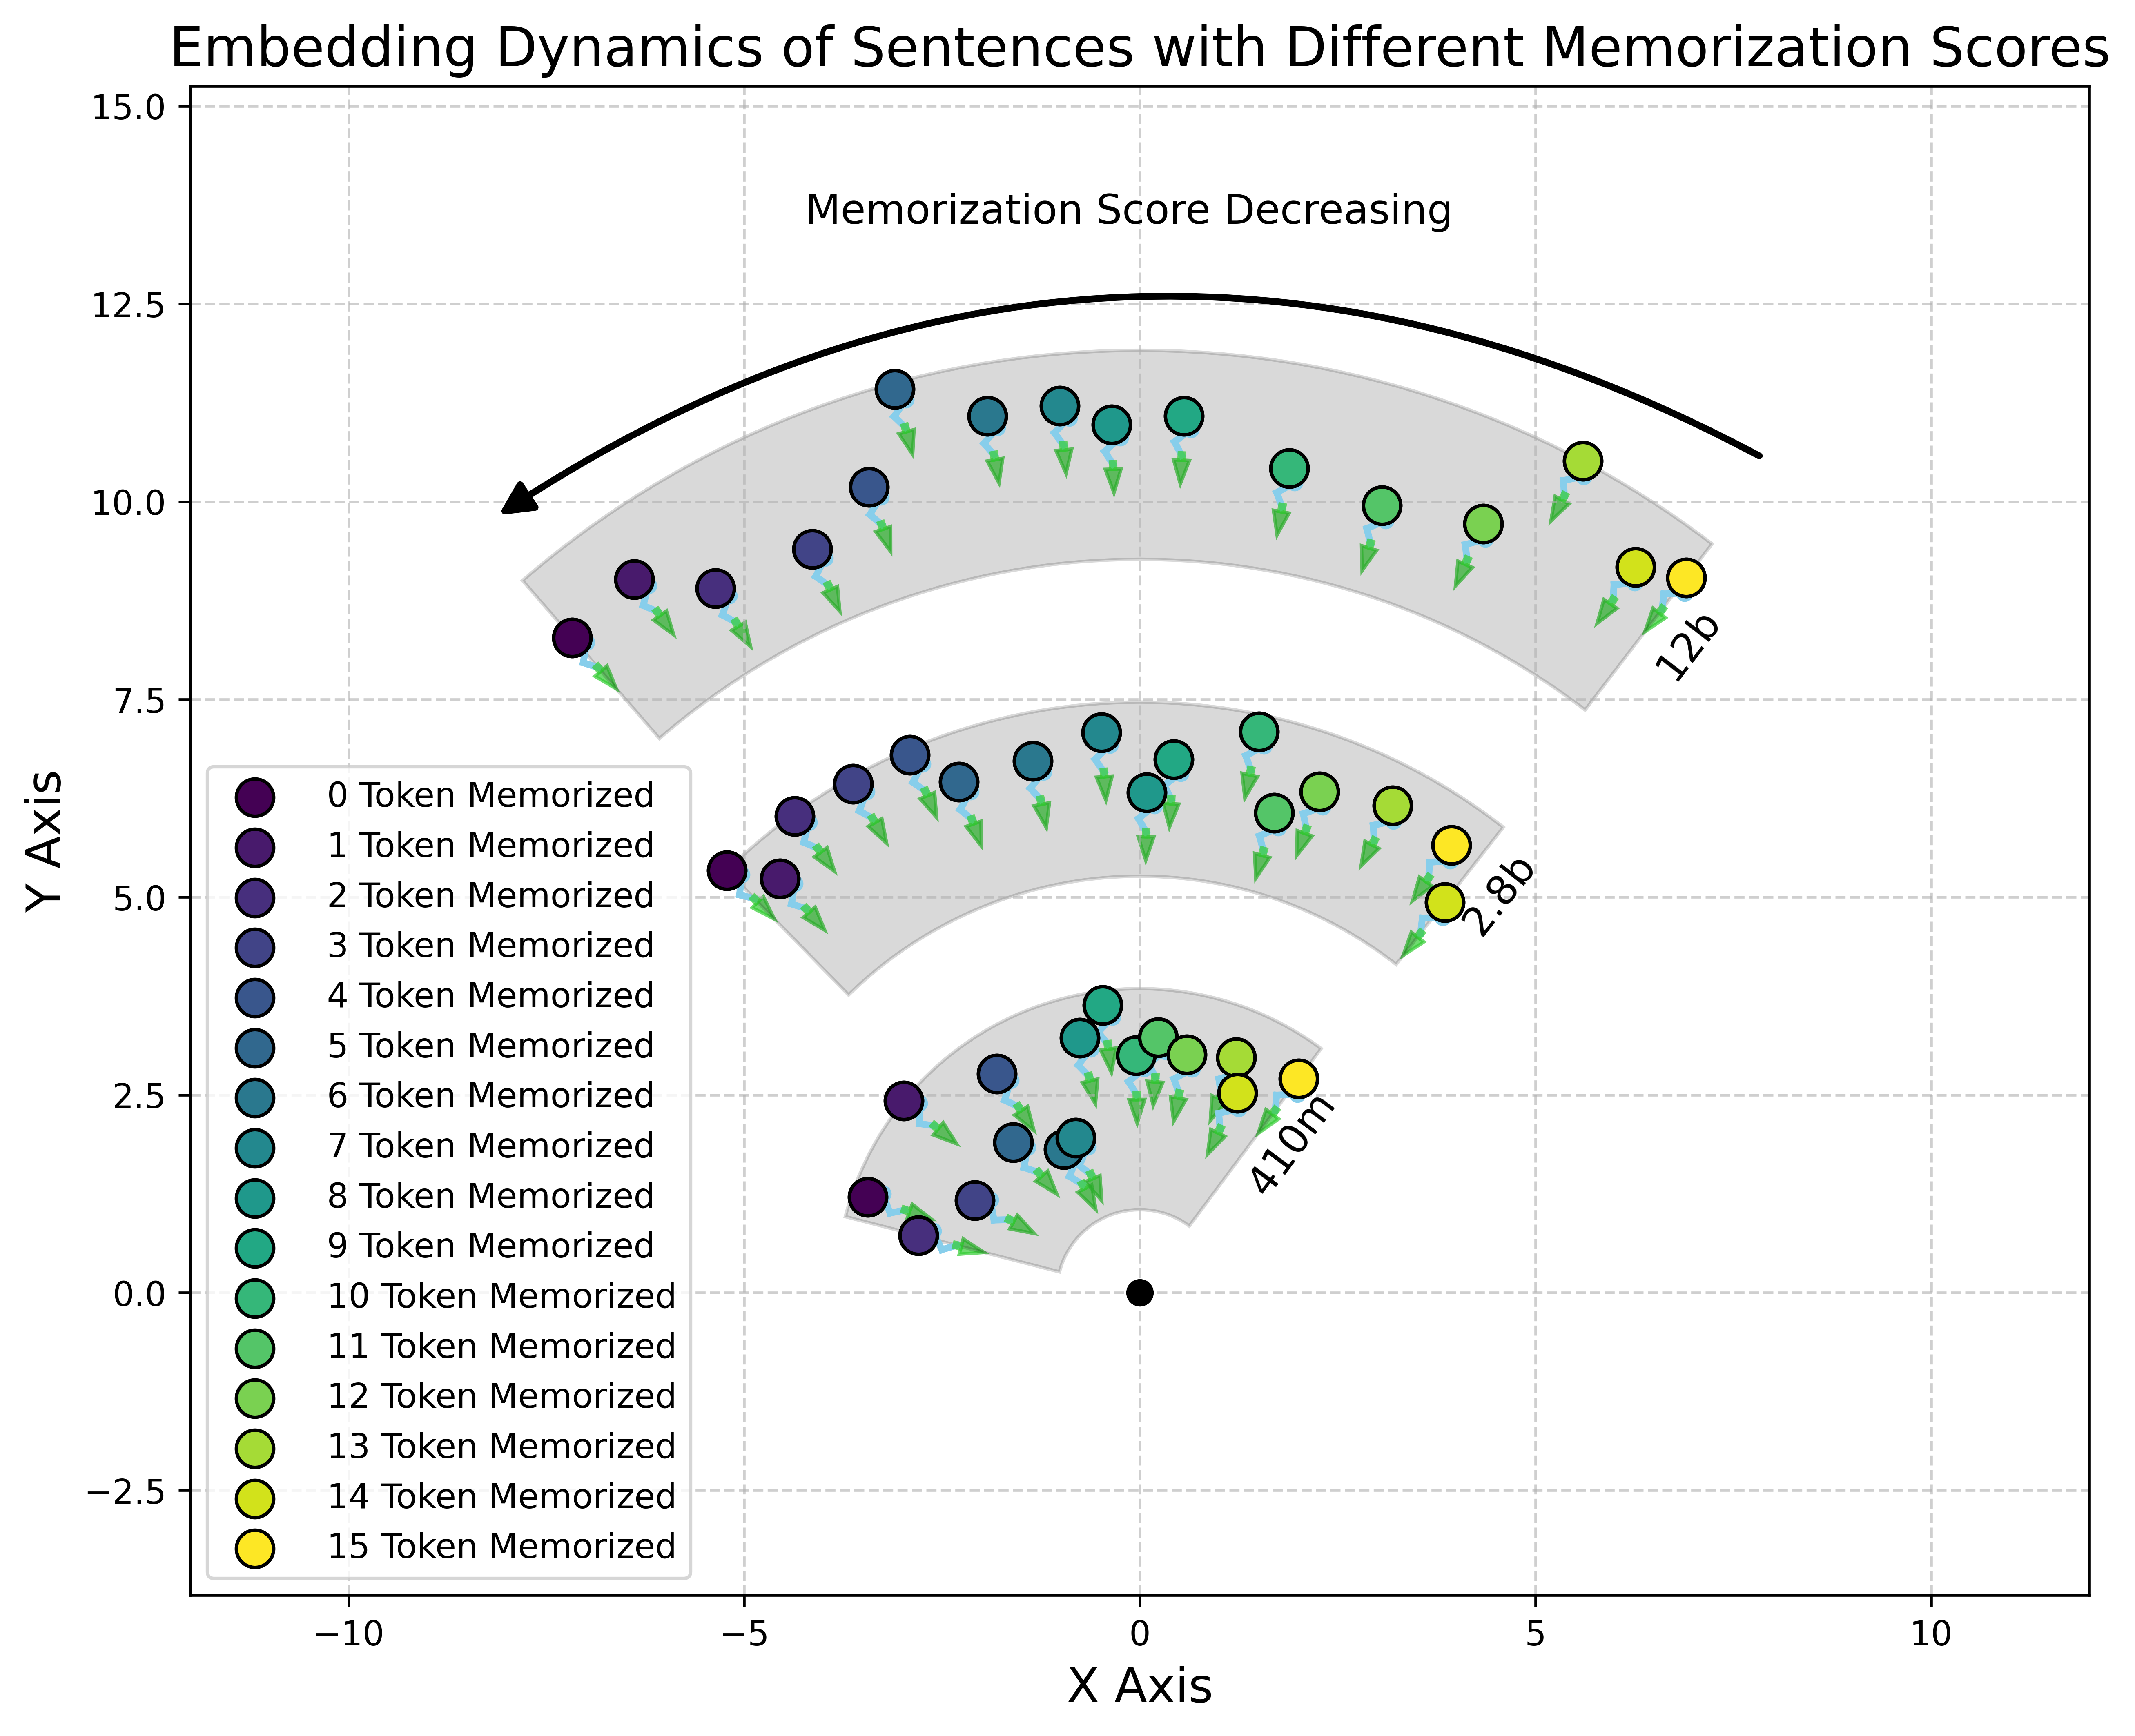 Embedding Dynamics of Sentences with Different Memorization Scores
15.0
12.5
10.0
7.5
5.0
2.5
0.0
−2.5
Y Axis
Memorization Score Decreasing
12b
2.8b
410m
0 Token Memorized
1 Token Memorized
2 Token Memorized
3 Token Memorized
4 Token Memorized
5 Token Memorized
6 Token Memorized
7 Token Memorized
8 Token Memorized
9 Token Memorized
10 Token Memorized
11 Token Memorized
12 Token Memorized
13 Token Memorized
14 Token Memorized
15 Token Memorized
−10 −5 0 5 10
X Axis